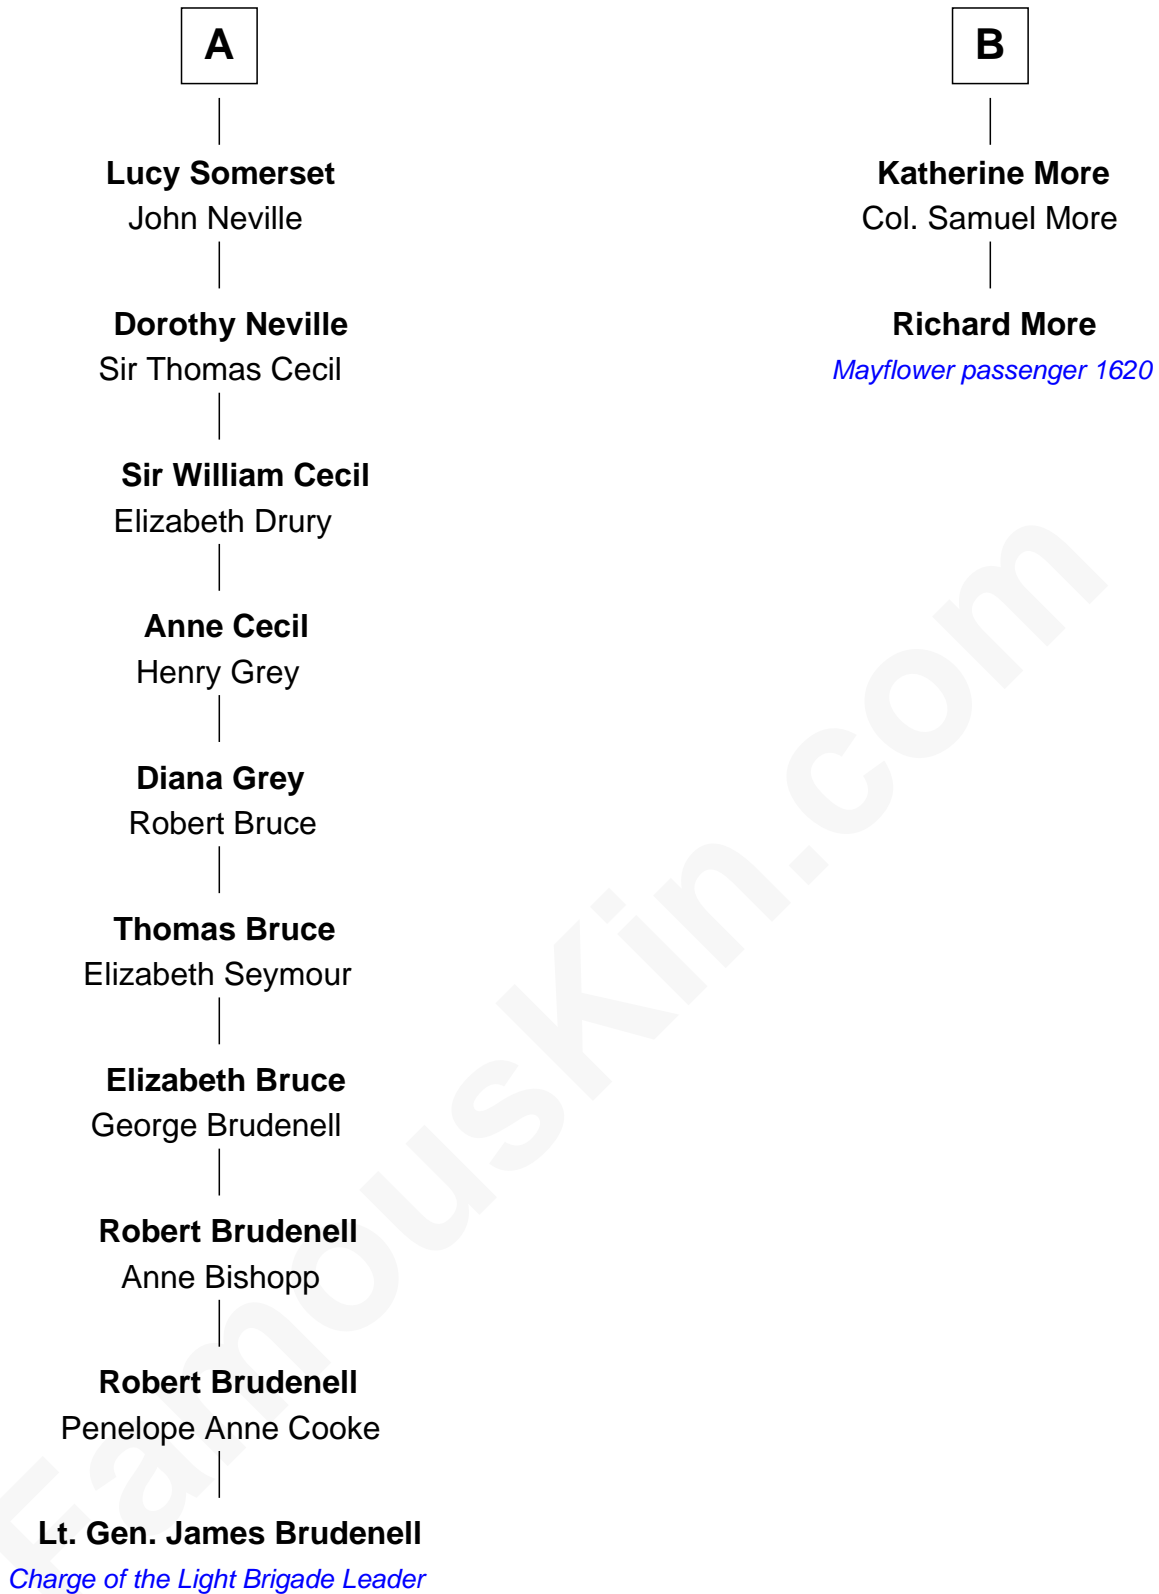 A
Lucy Somerset
John Neville
Dorothy Neville
Sir Thomas Cecil
Sir William Cecil
Elizabeth Drury
Anne Cecil
Henry Grey
Diana Grey
Robert Bruce
Thomas Bruce
Elizabeth Seymour
Elizabeth Bruce
George Brudenell
Robert Brudenell
Anne Bishopp
Robert Brudenell
Penelope Anne Cooke
Lt. Gen. James Brudenell
Charge of the Light Brigade Leader
B
Katherine More
Col. Samuel More
Richard More
Mayflower passenger 1620
FamousKin.com